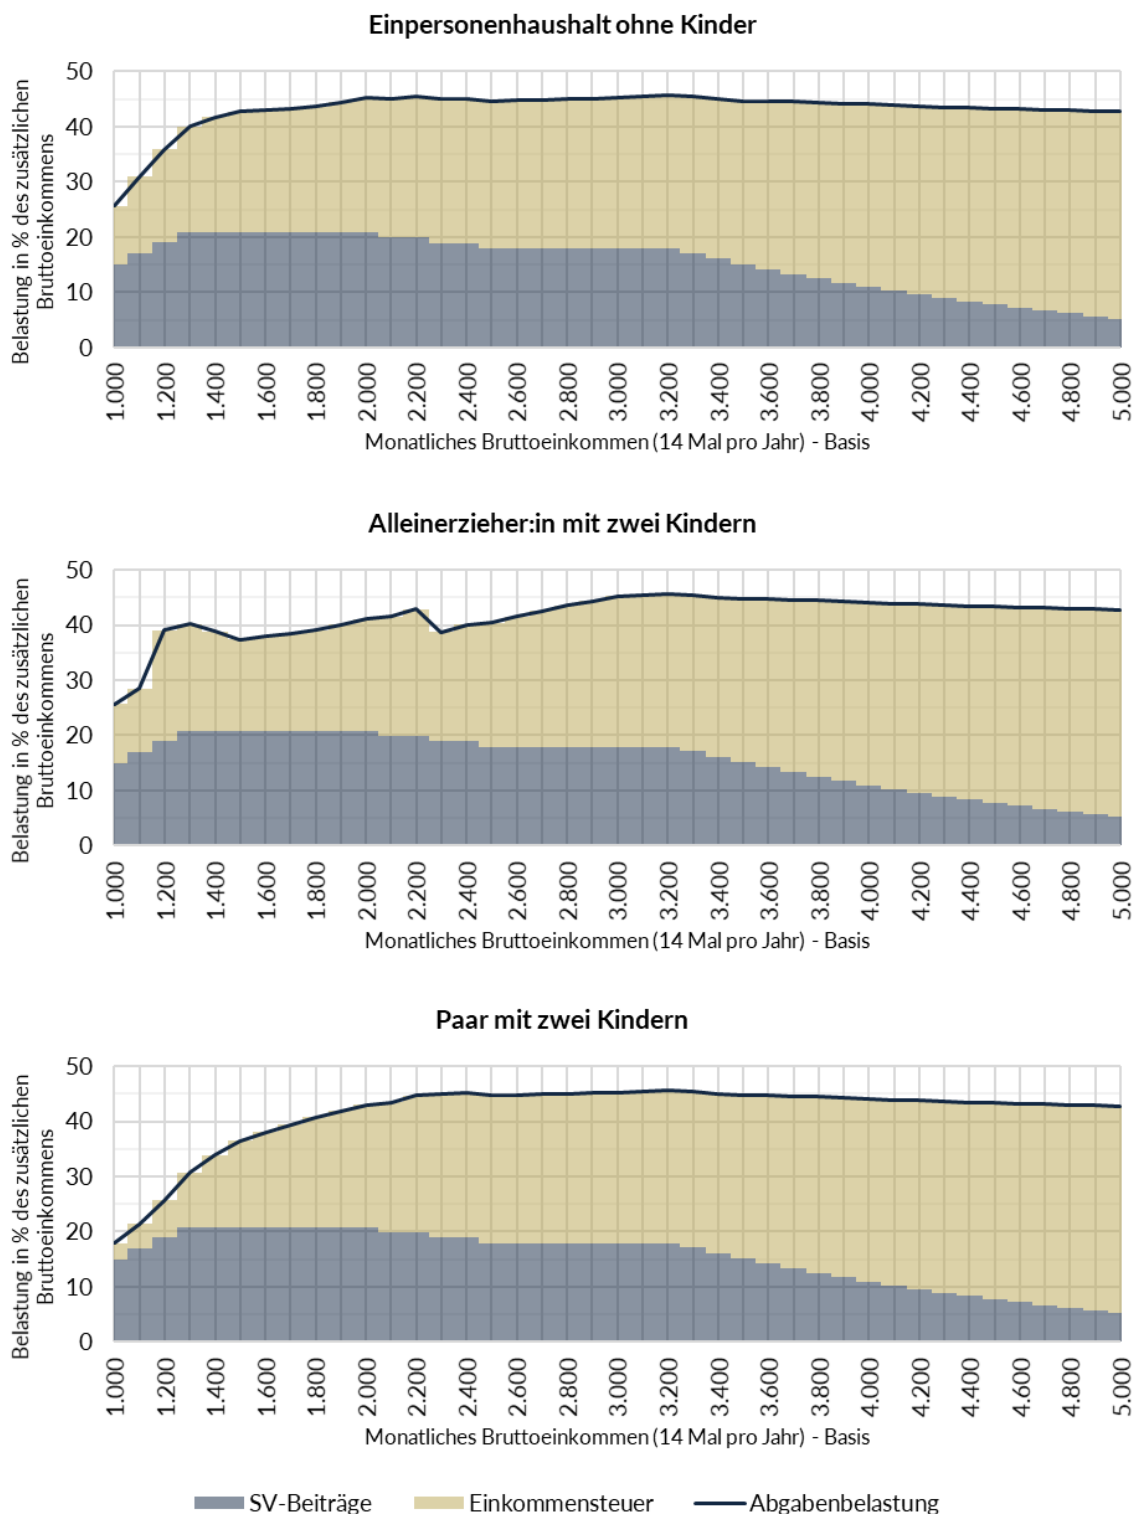 Einpersonenhaushalt ohne Kinder
Belastung in % des zusätzlichen
Bruttoeinkommens
50
40
30
20
10
0
1.000 1.200 1.400 1.600 1.800 2.000 2.200 2.400 2.600 2.800 3.000 3.200 3.400 3.600 3.800 4.000 4.200 4.400 4.600 4.800 5.000
Monatliches Bruttoeinkommen (14 Mal pro Jahr) - Basis
Alleinerzieher:in mit zwei Kindern
Belastung in % des zusätzlichen
Bruttoeinkommens
50
40
30
20
10
0
1.000 1.200 1.400 1.600 1.800 2.000 2.200 2.400 2.600 2.800 3.000 3.200 3.400 3.600 3.800 4.000 4.200 4.400 4.600 4.800 5.000
Monatliches Bruttoeinkommen (14 Mal pro Jahr) - Basis
Paar mit zwei Kindern
Belastung in % des zusätzlichen
Bruttoeinkommens
50
40
30
20
10
0
1.000 1.200 1.400 1.600 1.800 2.000 2.200 2.400 2.600 2.800 3.000 3.200 3.400 3.600 3.800 4.000 4.200 4.400 4.600 4.800 5.000
Monatliches Bruttoeinkommen (14 Mal pro Jahr) - Basis
SV-Beiträge Einkommensteuer Abgabenbelastung